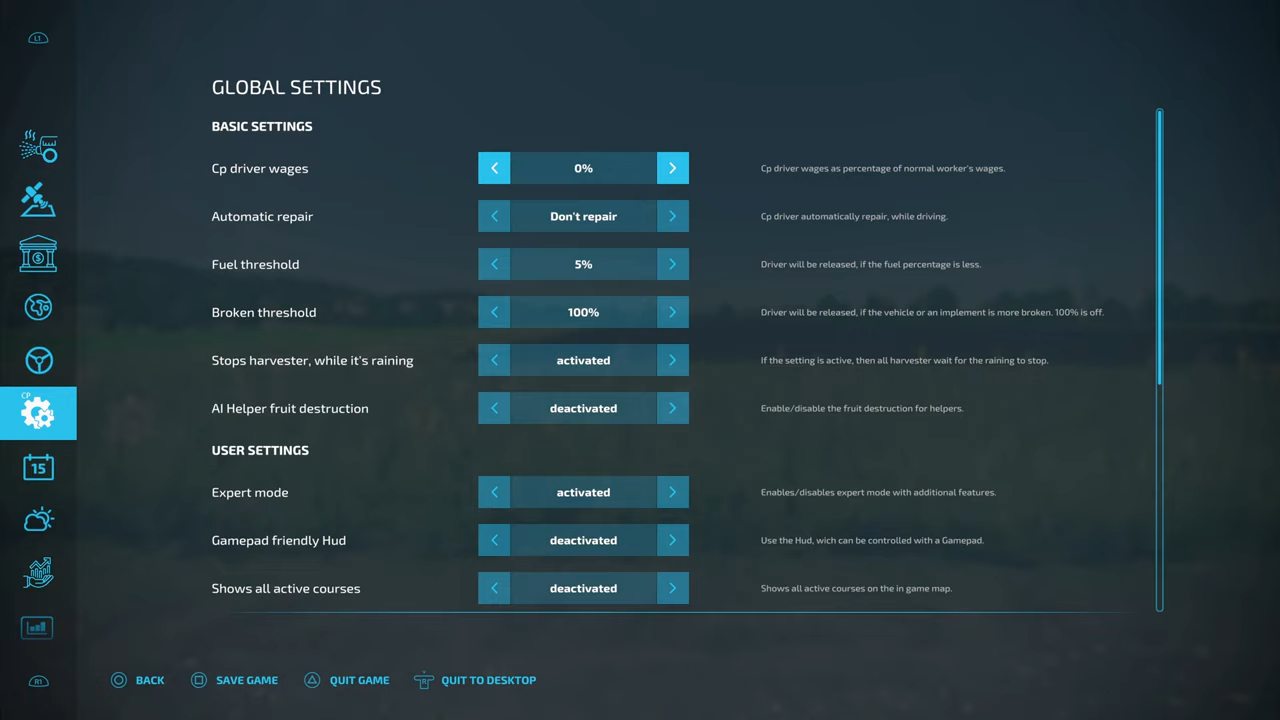 L1
GLOBAL SETTINGS
BASIC SETTINGS
Cp driver wages 0% Cp driver wages as percentage of normal worker's wages.
Automatic repair Don't repair Cp driver automatically repair, while driving.
Fuel threshold 5% Driver will be released, if the fuel percentage is less.
Broken threshold 100% Driver will be released, if the vehicle or an implement is more broken. 100% is off.
Stops harvester, while it's raining activated If the setting is active, then all harvester wait for the raining to stop.
AI Helper fruit destruction deactivated Enable/disable the fruit destruction for helpers.
CP
USER SETTINGS
15
Expert mode activated Enables/disables expert mode with additional features.
Gamepad friendly Hud deactivated Use the Hud, wich can be controlled with a Gamepad.
Shows all active courses deactivated Shows all active courses on the in game map.
R1
BACK SAVE GAME QUIT GAME R QUIT TO DESKTOP